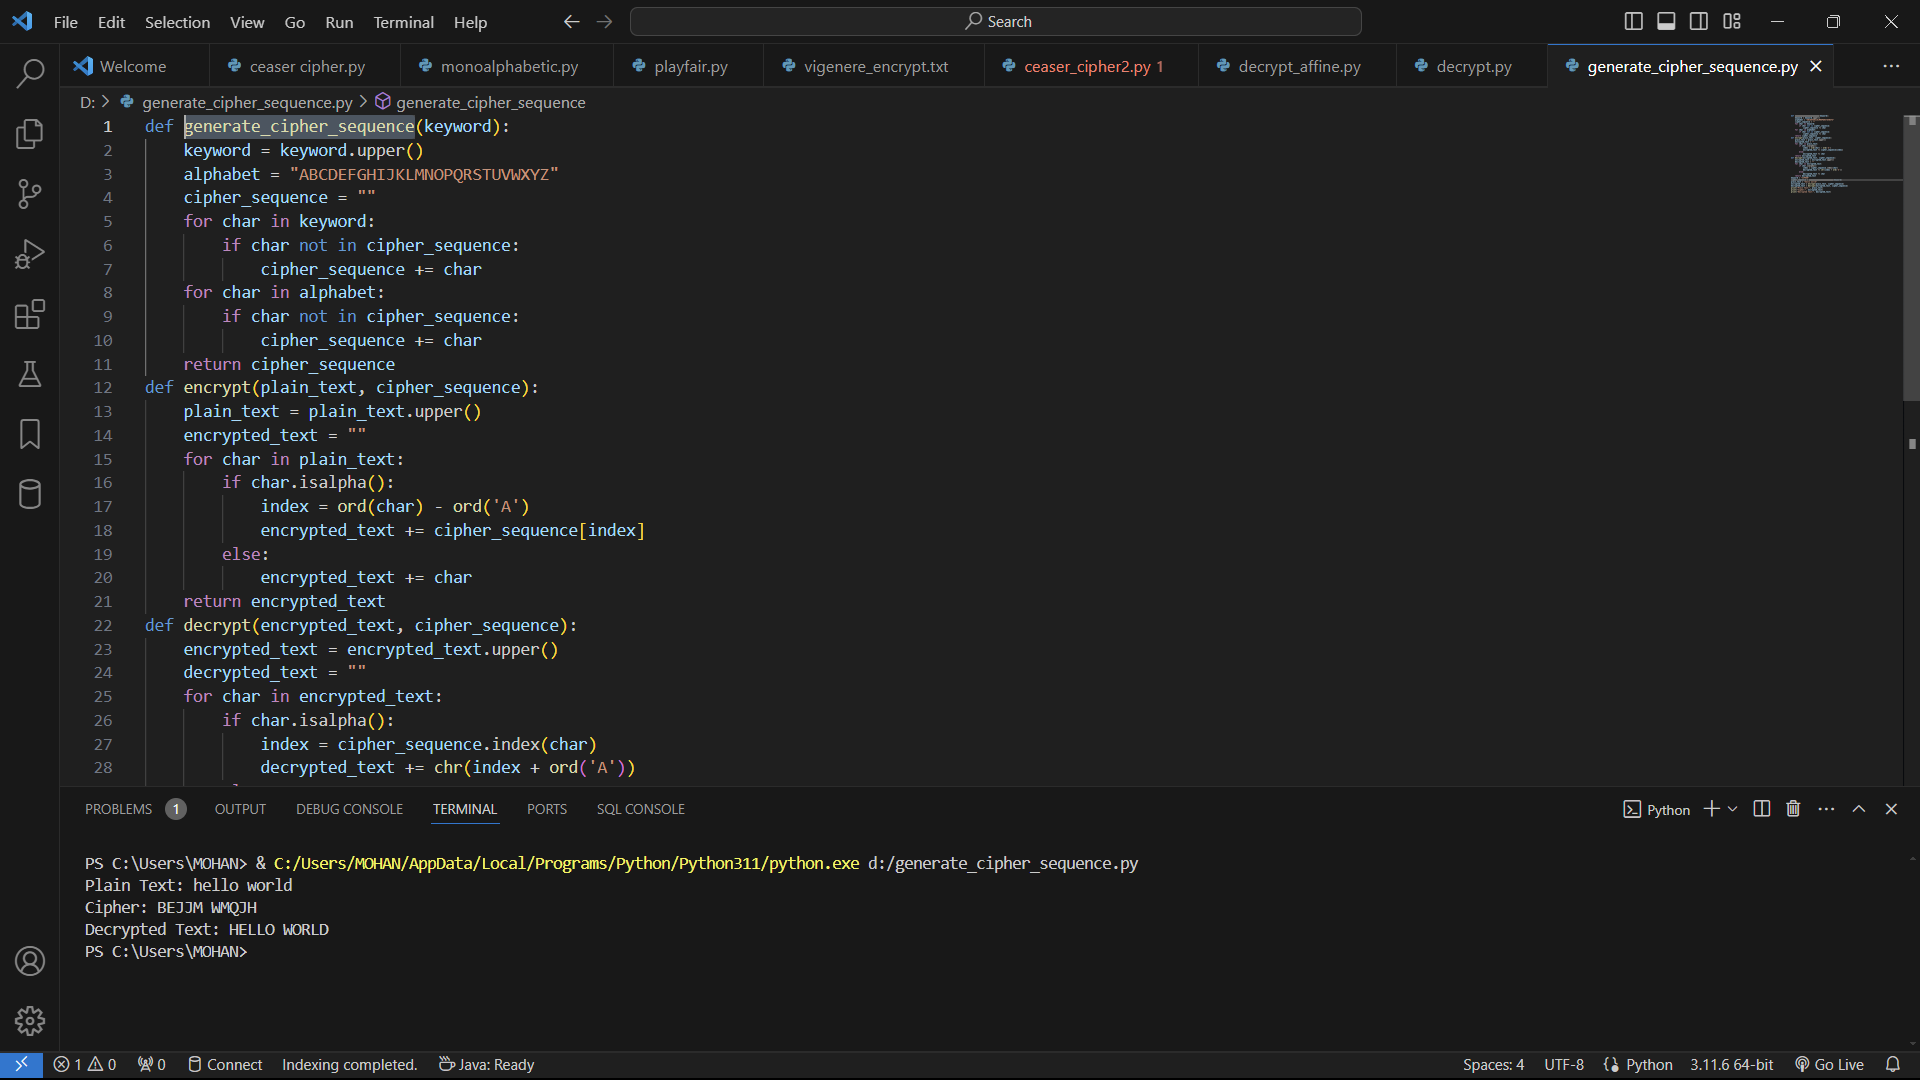 File Edit Selection View Go Run Terminal Help Search
Welcome ceaser cipher.py monoalphabetic.py playfair.py vigenere_encrypt.txt ceaser_cipher2.py 1 decrypt_affine.py decrypt.py generate_cipher_sequence.py
D: > generate_cipher_sequence.py > generate_cipher_sequence
1 def generate_cipher_sequence(keyword):
2 keyword = keyword.upper()
3 alphabet = "ABCDEFGHIJKLMNOPQRSTUVWXYZ"
4 cipher_sequence = ""
5 for char in keyword:
6 if char not in cipher_sequence:
7 cipher_sequence += char
8 for char in alphabet:
9 if char not in cipher_sequence:
10 cipher_sequence += char
11 return cipher_sequence
12 def encrypt(plain_text, cipher_sequence):
13 plain_text = plain_text.upper()
14 encrypted_text = ""
15 for char in plain_text:
16 if char.isalpha():
17 index = ord(char) - ord('A')
18 encrypted_text += cipher_sequence[index]
19 else:
20 encrypted_text += char
21 return encrypted_text
22 def decrypt(encrypted_text, cipher_sequence):
23 encrypted_text = encrypted_text.upper()
24 decrypted_text = ""
25 for char in encrypted_text:
26 if char.isalpha():
27 index = cipher_sequence.index(char)
28 decrypted_text += chr(index + ord('A'))
PROBLEMS 1 OUTPUT DEBUG CONSOLE TERMINAL PORTS SQL CONSOLE Python
PS C:\Users\MOHAN> & C:/Users/MOHAN/AppData/Local/Programs/Python/Python311/python.exe d:/generate_cipher_sequence.py
Plain Text: hello world
Cipher: BEJJM WMQJH
Decrypted Text: HELLO WORLD
PS C:\Users\MOHAN>
1 0 0 Connect Indexing completed. Java: Ready Spaces: 4 UTF-8 Python 3.11.6 64-bit Go Live